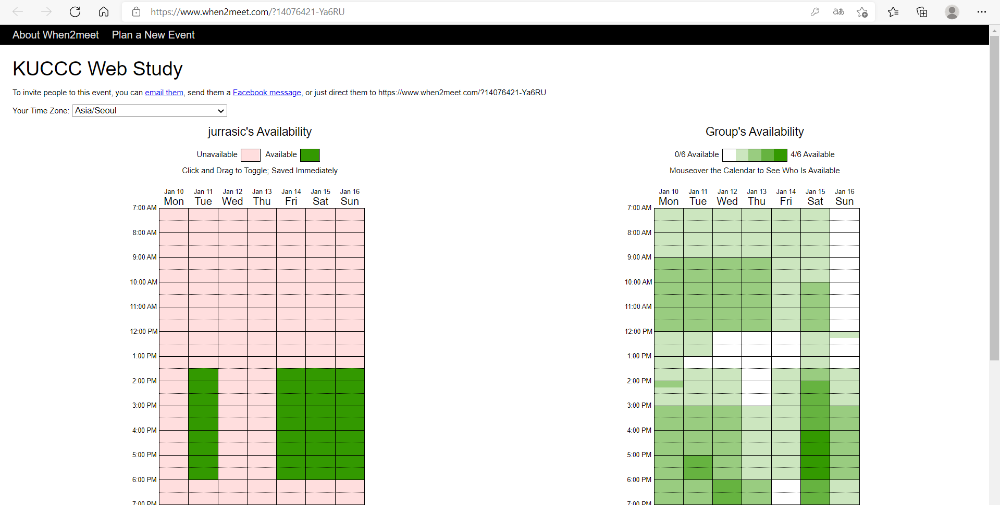 https://www.when2meet.com/?14076421-Ya6RU
About When2meet Plan a New Event
KUCCC Web Study
To invite people to this event, you can email them, send them a Facebook message, or just direct them to https://www.when2meet.com/?14076421-Ya6RU
Your Time Zone: Asia/Seoul
jurrasic's Availability
Unavailable Available
Click and Drag to Toggle; Saved Immediately
Jan 10 Jan 11 Jan 12 Jan 13 Jan 14 Jan 15 Jan 16
Mon Tue Wed Thu Fri Sat Sun
7:00 AM
8:00 AM
9:00 AM
10:00 AM
11:00 AM
12:00 PM
1:00 PM
2:00 PM
3:00 PM
4:00 PM
5:00 PM
6:00 PM
7:00 PM
Group's Availability
0/6 Available 4/6 Available
Mouseover the Calendar to See Who Is Available
Jan 10 Jan 11 Jan 12 Jan 13 Jan 14 Jan 15 Jan 16
Mon Tue Wed Thu Fri Sat Sun
7:00 AM
8:00 AM
9:00 AM
10:00 AM
11:00 AM
12:00 PM
1:00 PM
2:00 PM
3:00 PM
4:00 PM
5:00 PM
6:00 PM
7:00 PM